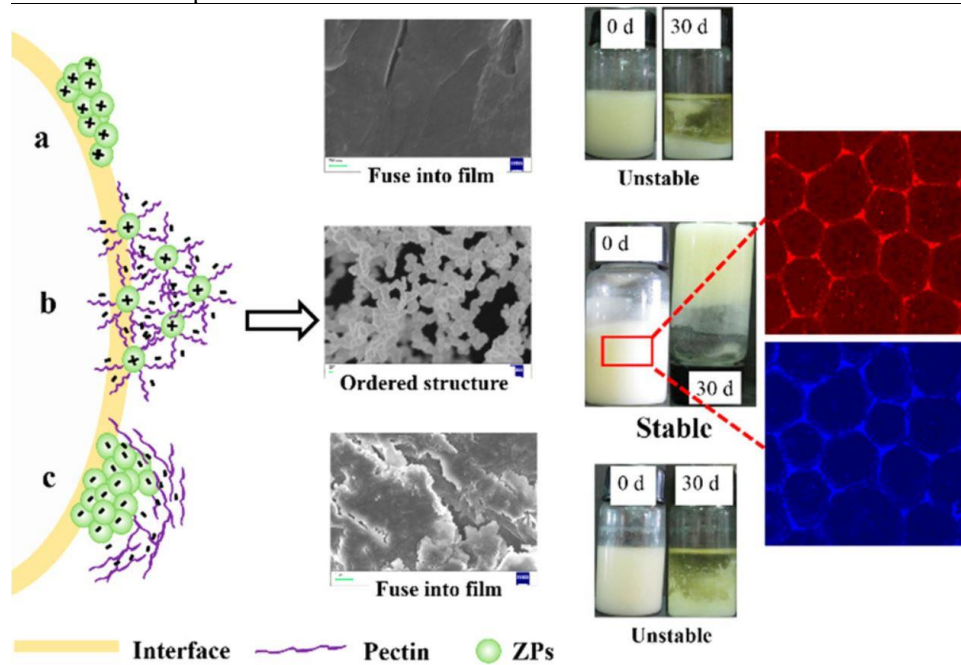 0 d
30 d
a
Fuse into film
Unstable
0 d
b
Ordered structure
30 d
Stable
0 d
30 d
c
Fuse into film
Unstable
Interface
Pectin
ZPs